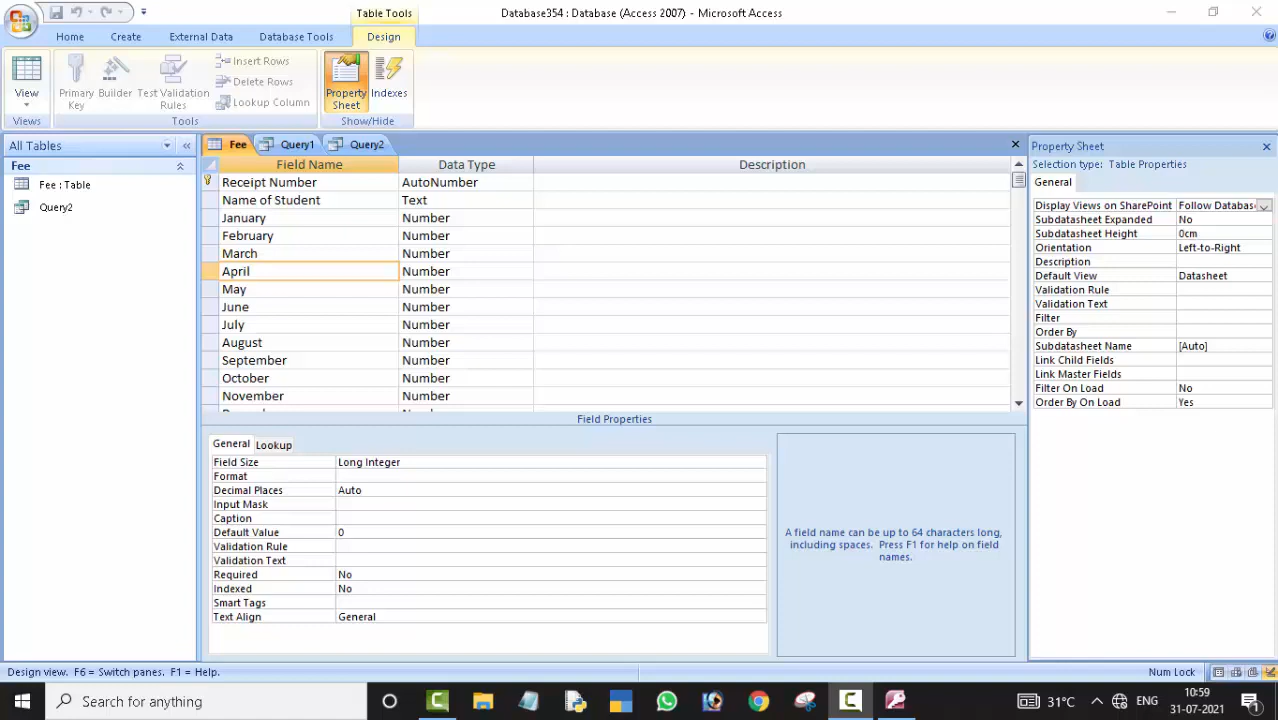 Table Tools
Database354 : Database (Access 2007) - Microsoft Access
Home
Create
External Data
Database Tools
Design
View
Primary Key
Builder
Test Validation Rules
Insert Rows
Delete Rows
Lookup Column
Property Sheet
Indexes
Views
Tools
Show/Hide
All Tables
Fee
Fee : Table
Query2
Fee
Query1
Query2
Field Name Data Type Description
Receipt Number AutoNumber
Name of Student Text
January Number
February Number
March Number
April Number
May Number
June Number
July Number
August Number
September Number
October Number
November Number
Field Properties
General
Lookup
Field Size Long Integer
Format
Decimal Places Auto
Input Mask
Caption
Default Value 0
Validation Rule
Validation Text
Required No
Indexed No
Smart Tags
Text Align General
A field name can be up to 64 characters long,
including spaces. Press F1 for help on field
names.
Property Sheet
Selection type: Table Properties
General
Display Views on SharePoint Follow Databas
Subdatasheet Expanded No
Subdatasheet Height 0cm
Orientation Left-to-Right
Description
Default View Datasheet
Validation Rule
Validation Text
Filter
Order By
Subdatasheet Name [Auto]
Link Child Fields
Link Master Fields
Filter On Load No
Order By On Load Yes
Design view. F6 = Switch panes. F1 = Help.
Num Lock
Search for anything
31°C
ENG
10:59
31-07-2021
1